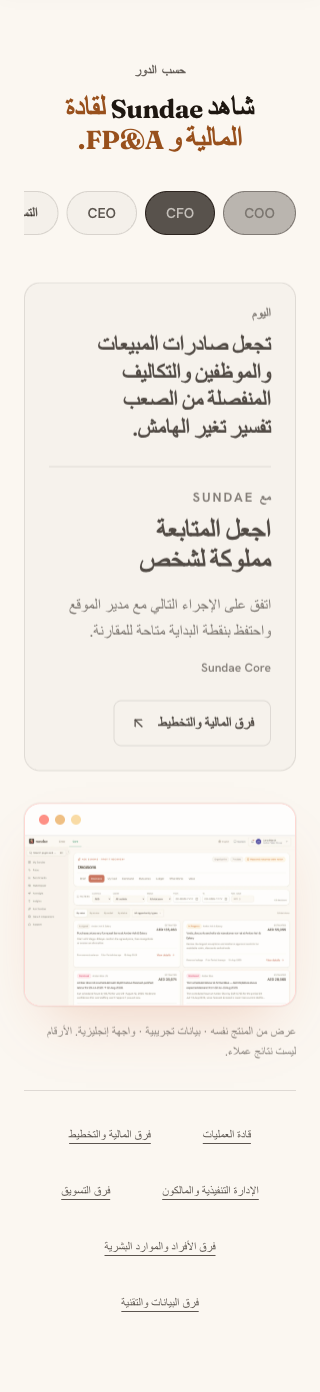 حسب الدور
شاهد Sundae لقادة
المالية و FP&A.
COO CFO CEO
اليوم
تجعل صادرات المبيعات
والموظفين والتكاليف
المنفصلة من الصعب
تفسير تغير الهامش.
مع SUNDAE
اجعل المتابعة
مملوكة لشخص
اتفق على الإجراء التالي مع مدير الموقع
واحتفظ بنقطة البداية متاحة للمقارنة.
Sundae Core
فرق المالية والتخطيط
sundae
Decisions
عرض من المنتج نفسه · بيانات تجريبية · واجهة إنجليزية. الأرقام
ليست نتائج عملاء.
قادة العمليات فرق المالية والتخطيط
الإدارة التنفيذية والمالكون فرق التسويق
فرق الأفراد والموارد البشرية
فرق البيانات والتقنية